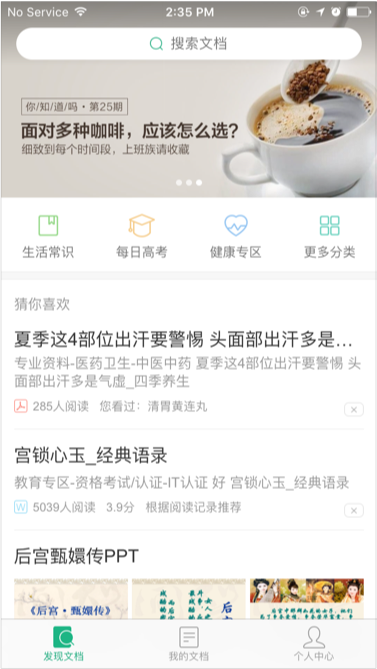 No Service
2:35 PM
搜索文档
你/知/道/吗·第25期
面对多种咖啡，应该怎么选？
细致到每个时间段，上班族请收藏
生活常识 每日高考 健康专区 更多分类
猜你喜欢
夏季这4部位出汗要警惕 头面部出汗多是...
专业资料-医药卫生-中医中药 夏季这4部位出汗要警惕 头
面部出汗多是气虚_四季养生
285人阅读 您看过：清胃黄连丸
宫锁心玉_经典语录
教育专区-资格考试/认证-IT认证 好 宫锁心玉_经典语录
W 5039人阅读 3.9分 根据阅读记录推荐
后宫甄嬛传PPT
《后宫·甄嬛传》
发现文档 我的文档 个人中心